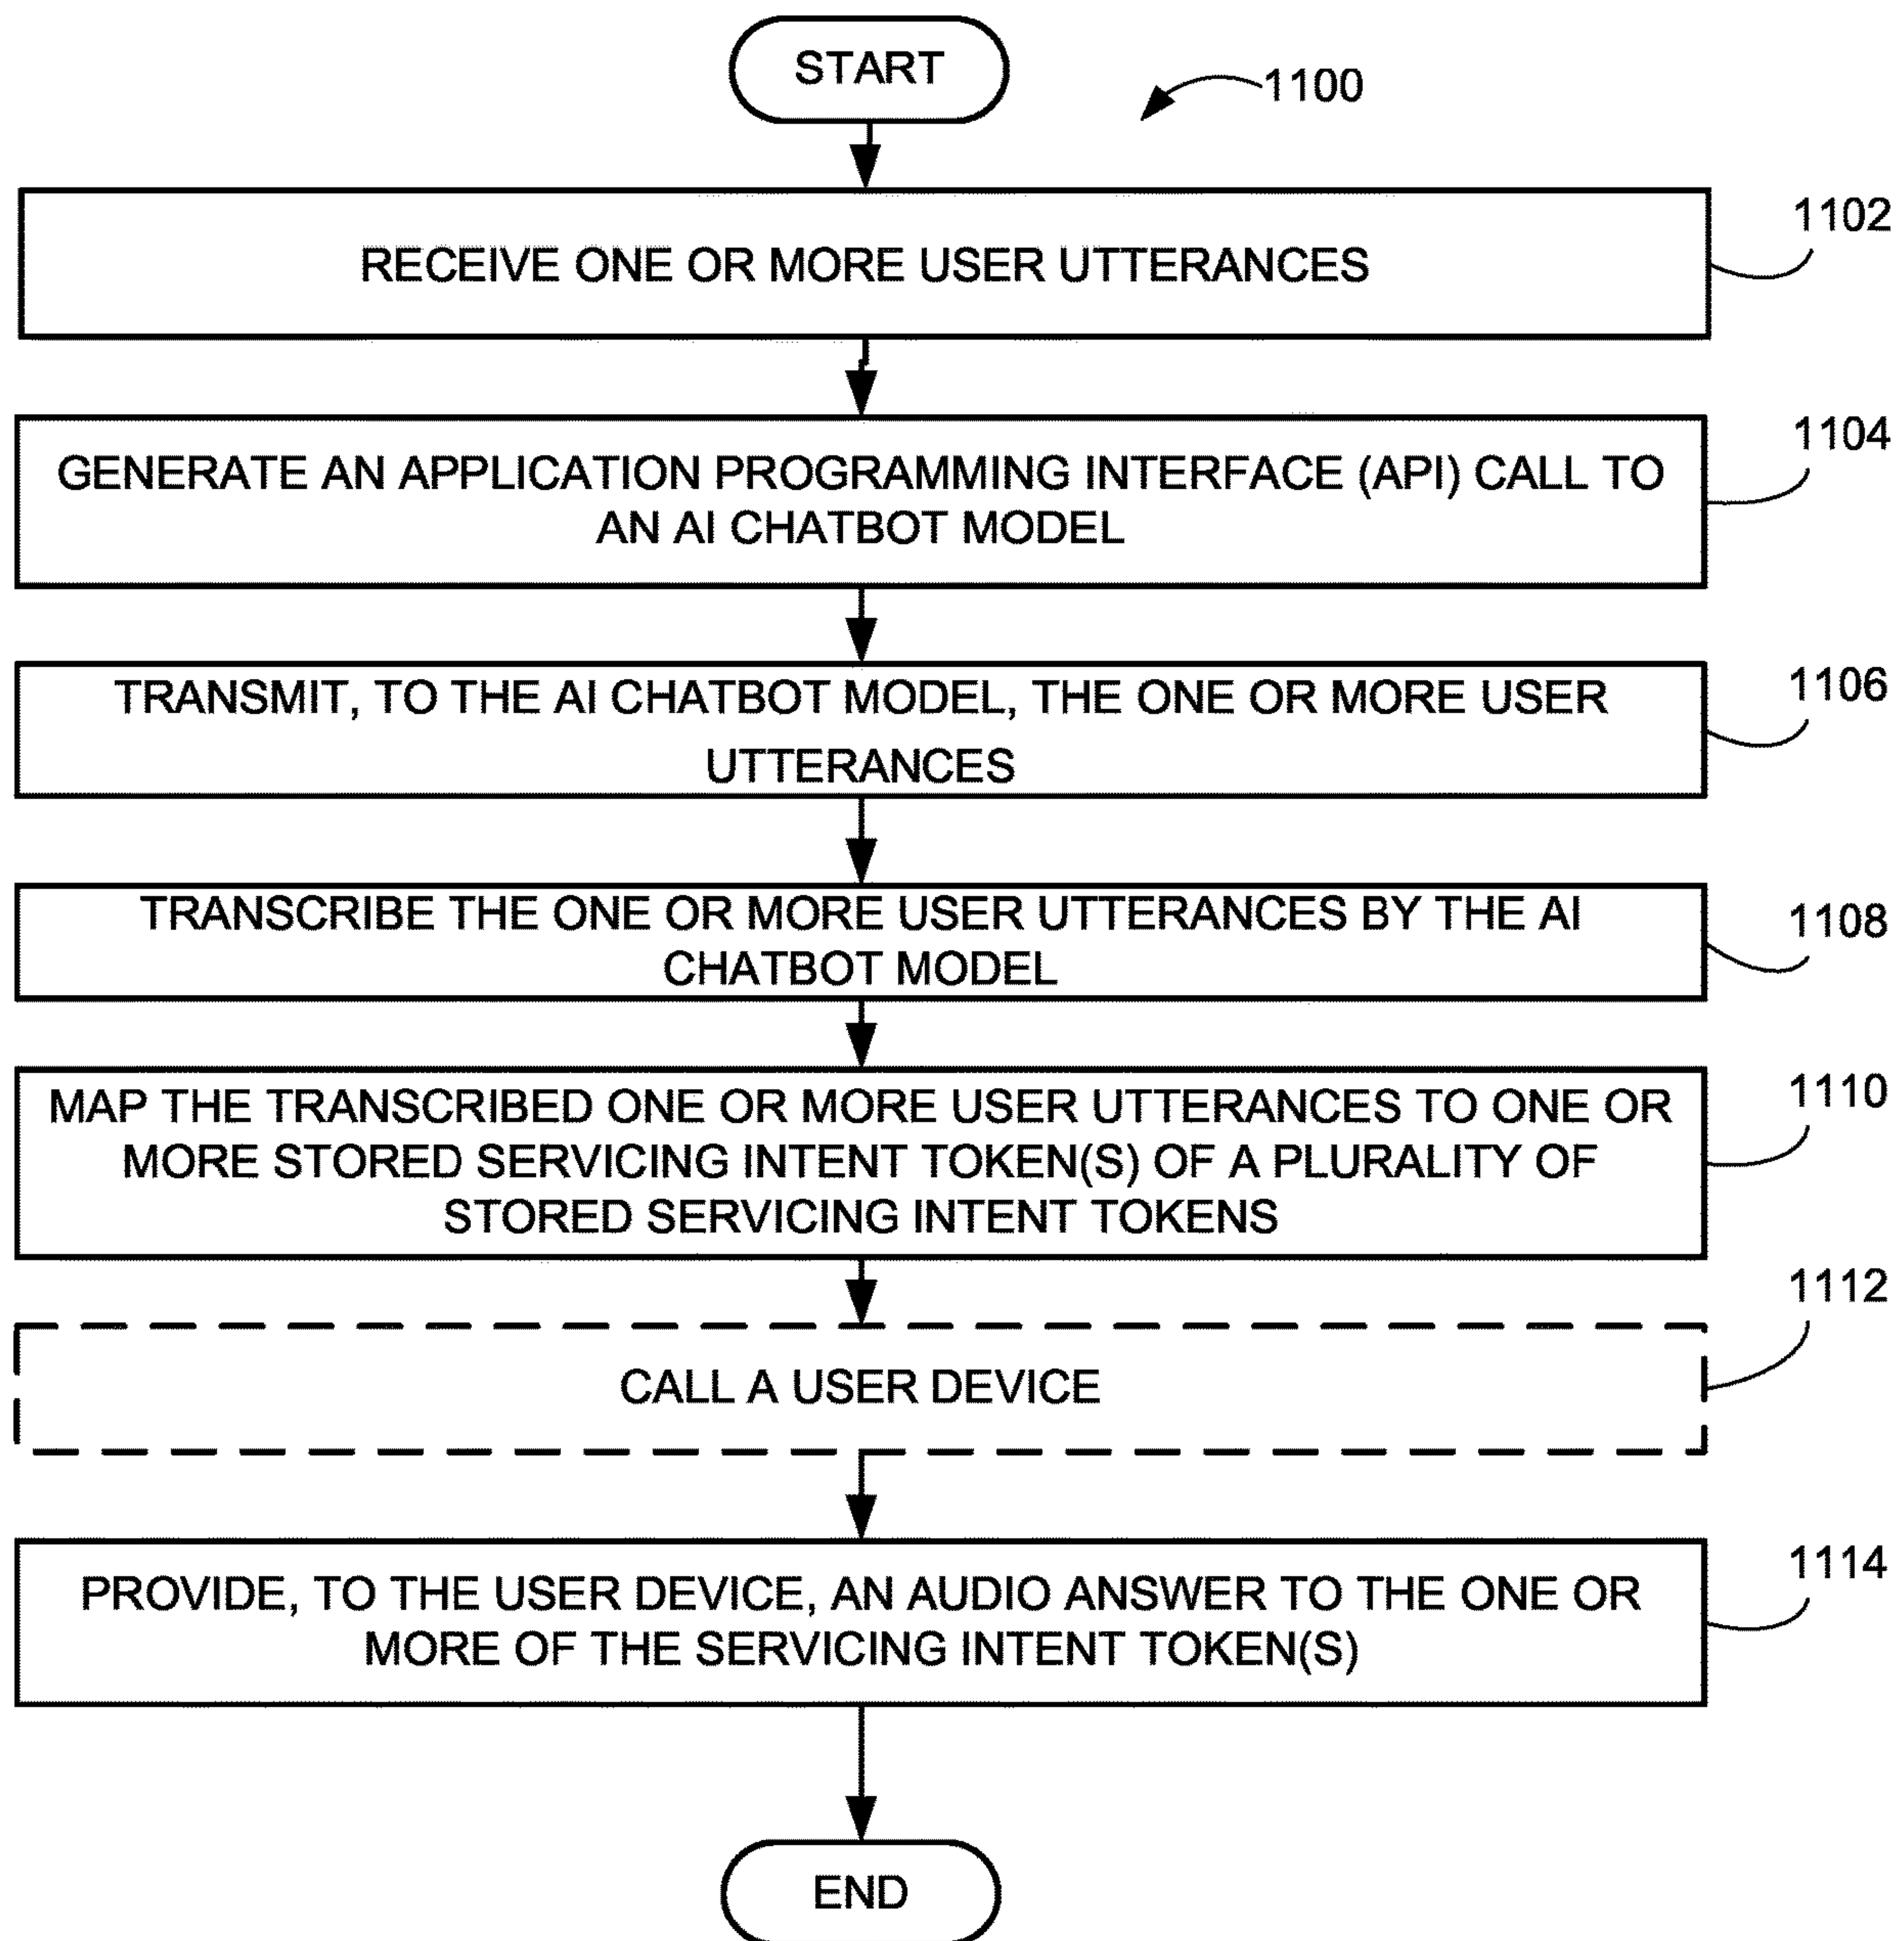 START
1100
RECEIVE ONE OR MORE USER UTTERANCES
1102
GENERATE AN APPLICATION PROGRAMMING INTERFACE (API) CALL TO
AN AI CHATBOT MODEL
1104
TRANSMIT, TO THE AI CHATBOT MODEL, THE ONE OR MORE USER
UTTERANCES
1106
TRANSCRIBE THE ONE OR MORE USER UTTERANCES BY THE AI
CHATBOT MODEL
1108
MAP THE TRANSCRIBED ONE OR MORE USER UTTERANCES TO ONE OR
MORE STORED SERVICING INTENT TOKEN(S) OF A PLURALITY OF
STORED SERVICING INTENT TOKENS
1110
CALL A USER DEVICE
1112
PROVIDE, TO THE USER DEVICE, AN AUDIO ANSWER TO THE ONE OR
MORE OF THE SERVICING INTENT TOKEN(S)
1114
END